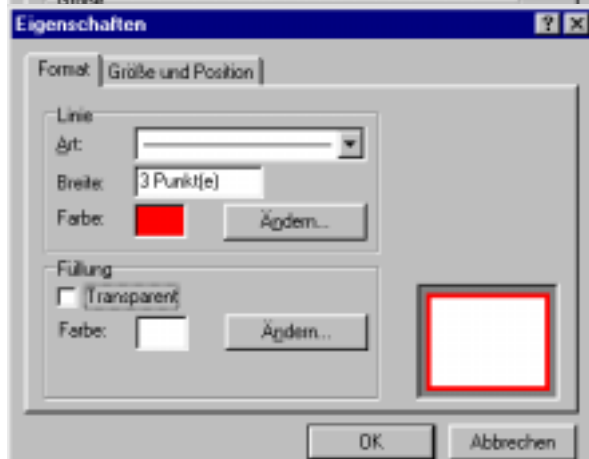 Eigenschaften
Format Größe und Position
Linie
Art:
Breite: 3 Punkt(e)
Farbe: Ändern...
Füllung
Transparent
Farbe: Ändern...
OK Abbrechen